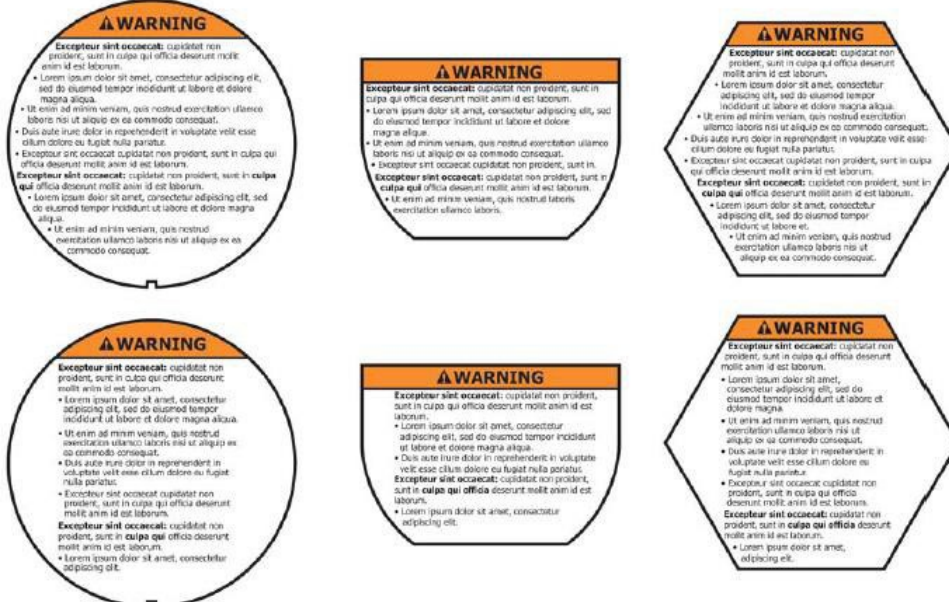 WARNING
Excepteur sint occaecat: cupidatat non
proident, sunt in culpa qui officia deserunt mollit
anim id est laborum.
• Lorem ipsum dolor sit amet, consectetur adipiscing elit,
sed do eiusmod tempor incididunt ut labore et dolore
magna aliqua.
• Ut enim ad minim veniam, quis nostrud exercitation ullamco
laboris nisi ut aliquip ex ea commodo consequat.
• Duis aute irure dolor in reprehenderit in voluptate velit esse
cillum dolore eu fugiat nulla pariatur.
• Excepteur sint occaecat cupidatat non proident, sunt in culpa qui
officia deserunt mollit anim id est laborum.
Excepteur sint occaecat: cupidatat non proident, sunt in culpa
qui officia deserunt mollit anim id est laborum.
• Lorem ipsum dolor sit amet, consectetur adipiscing elit, sed
do eiusmod tempor incididunt ut labore et dolore magna
aliqua.
• Ut enim ad minim veniam, quis nostrud
exercitation ullamco laboris nisi ut aliquip ex ea
commodo consequat.
WARNING
Excepteur sint occaecat: cupidatat non proident, sunt in
culpa qui officia deserunt mollit anim id est laborum.
• Lorem ipsum dolor sit amet, consectetur adipiscing elit, sed
do eiusmod tempor incididunt ut labore et dolore
magna aliqua.
• Ut enim ad minim veniam, quis nostrud exercitation ullamco
laboris nisi ut aliquip ex ea commodo consequat.
• Excepteur sint occaecat cupidatat non proident, sunt in.
Excepteur sint occaecat: cupidatat non proident, sunt in
culpa qui officia deserunt mollit anim id est laborum.
• Ut enim ad minim veniam, quis nostrud laboris
exercitation ullamco laboris.
WARNING
Excepteur sint occaecat: cupidatat non
proident, sunt in culpa qui officia deserunt
mollit anim id est laborum.
• Lorem ipsum dolor sit amet, consectetur
adipiscing elit, sed do eiusmod tempor
incididunt ut labore et dolore magna aliqua.
• Ut enim ad minim veniam, quis nostrud exercitation
ullamco laboris nisi ut aliquip ex ea commodo consequat.
• Duis aute irure dolor in reprehenderit in voluptate velit esse
cillum dolore eu fugiat nulla pariatur.
• Excepteur sint occaecat cupidatat non proident, sunt in culpa
qui officia deserunt mollit anim id est laborum.
Excepteur sint occaecat: cupidatat non proident, sunt in
culpa qui officia deserunt mollit anim id est laborum.
• Lorem ipsum dolor sit amet, consectetur
adipiscing elit, sed do eiusmod tempor
incididunt ut labore et.
• Ut enim ad minim veniam, quis nostrud
exercitation ullamco laboris nisi ut
aliquip ex ea commodo consequat.
WARNING
Excepteur sint occaecat: cupidatat non
proident, sunt in culpa qui officia deserunt
mollit anim id est laborum.
• Lorem ipsum dolor sit amet, consectetur
adipiscing elit, sed do eiusmod tempor
incididunt ut labore et dolore magna aliqua.
• Ut enim ad minim veniam, quis nostrud
exercitation ullamco laboris nisi ut aliquip ex
ea commodo consequat.
• Duis aute irure dolor in reprehenderit in
voluptate velit esse cillum dolore eu fugiat
nulla pariatur.
• Excepteur sint occaecat cupidatat non
proident, sunt in culpa qui officia deserunt
mollit anim id est laborum.
Excepteur sint occaecat: cupidatat non
proident, sunt in culpa qui officia deserunt
mollit anim id est laborum.
• Lorem ipsum dolor sit amet, consectetur
adipiscing elit.
WARNING
Excepteur sint occaecat: cupidatat non proident,
sunt in culpa qui officia deserunt mollit anim id est
laborum.
• Lorem ipsum dolor sit amet, consectetur
adipiscing elit, sed do eiusmod tempor incididunt
ut labore et dolore magna aliqua.
• Duis aute irure dolor in reprehenderit in voluptate
velit esse cillum dolore eu fugiat nulla pariatur.
Excepteur sint occaecat: cupidatat non proident,
sunt in culpa qui officia deserunt mollit anim id est
laborum.
• Lorem ipsum dolor sit amet, consectetur
adipiscing elit.
WARNING
Excepteur sint occaecat: cupidatat non
proident, sunt in culpa qui officia deserunt
mollit anim id est laborum.
• Lorem ipsum dolor sit amet,
consectetur adipiscing elit, sed do
eiusmod tempor incididunt ut labore et
dolore magna.
• Ut enim ad minim veniam, quis nostrud
exercitation ullamco laboris nisi ut
aliquip ex ea commodo consequat.
• Duis aute irure dolor in reprehenderit in
voluptate velit esse cillum dolore eu
fugiat nulla pariatur.
• Excepteur sint occaecat cupidatat non
proident, sunt in culpa qui officia
deserunt mollit anim id est laborum.
Excepteur sint occaecat: cupidatat non
proident, sunt in culpa qui officia deserunt
mollit anim id est laborum.
• Lorem ipsum dolor sit amet,
adipiscing elit.